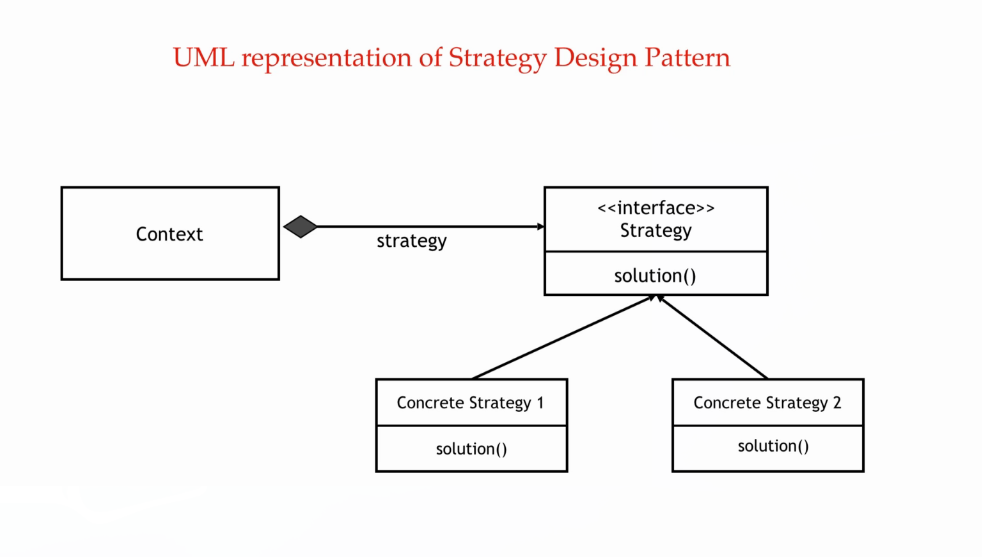 UML representation of Strategy Design Pattern
Context
strategy
<<interface>>
Strategy
solution()
Concrete Strategy 1
solution()
Concrete Strategy 2
solution()